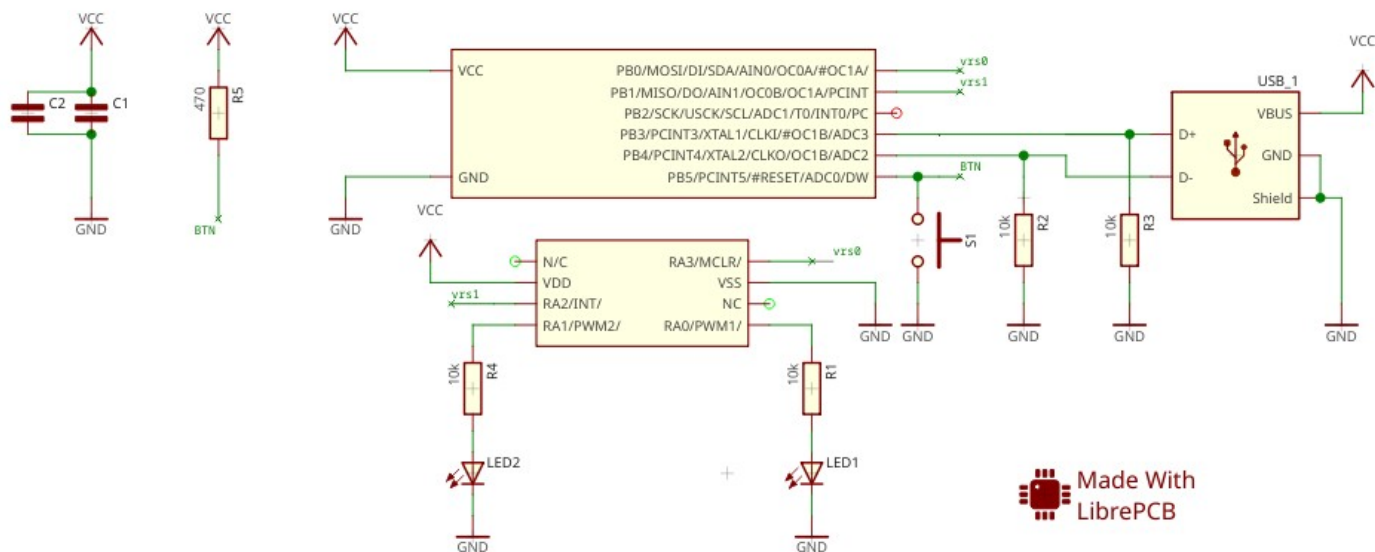 VCC
C2
C1
GND
VCC
470
R5
BTN
VCC
GND
VCC
GND
PB0/MOSI/DI/SDA/AIN0/OC0A/#OC1A/
PB1/MISO/DO/AIN1/OC0B/OC1A/PCINT
PB2/SCK/USCK/SCL/ADC1/T0/INT0/PC
PB3/PCINT3/XTAL1/CLKI/#OC1B/ADC3
PB4/PCINT4/XTAL2/CLKO/OC1B/ADC2
PB5/PCINT5/#RESET/ADC0/DW
vrs0
vrs1
BTN
S1
GND
10k
R2
GND
10k
R3
GND
USB_1
D+
D-
VBUS
GND
Shield
VCC
GND
VCC
N/C
VDD
RA2/INT/
RA1/PWM2/
RA3/MCLR/
VSS
NC
RA0/PWM1/
vrs1
vrs0
GND
10k
R4
LED2
GND
10k
R1
LED1
GND
Made With
LibrePCB